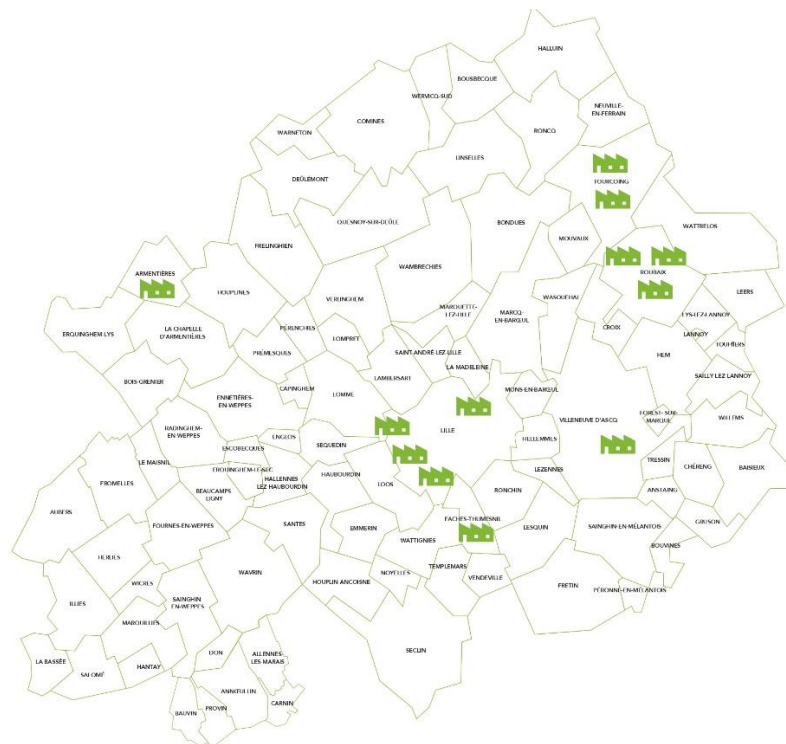 HALLUIN
BOUSBECQUE
WERVICQ-SUD
NEUVILLE-
EN-FERRAIN
COMINES
WARNETON
RONCQ
LINSELLES
DEÛLÉMONT
TOURCOING
QUESNOY-SUR-DEÛLE
BONDUES
WATTRELOS
MOUVAUX
FRELINGHIEN
WAMBRECHIES
ARMENTIÈRES
ROUBAIX
HOUPLINES
VERLINGHEM
WASQUEHAL
LEERS
MARQUETTE-
LEZ-LILLE
MARCQ-
EN-BARŒUL
LYS-LEZ-LANNOY
ERQUINGHEM LYS
LA CHAPELLE
D'ARMENTIÈRES
PÉRENCHIES
CROIX
LANNOY
LOMPRET
TOUFFLERS
PRÉMESQUES
SAINT-ANDRÉ-LEZ-LILLE
HEM
LA MADELEINE
BOIS-GRENIER
CAPINGHEM
LOMME
LAMBERSART
MONS-EN-BARŒUL
SAILLY LEZ LANNOY
ENNETIÈRES-
EN-WEPPES
FOREST- SUR-
MARQUE
WILLEMS
RADINGHEM-
EN-WEPPES
VILLENEUVE D'ASCQ
LILLE
ENGLOS
SEQUEDIN
HELLEMMES
ESCOBECQUES
LE MAISNIL
ERQUINGHEM-LE-SEC
HALLENNES
LEZ HAUBOURDIN
HAUBOURDIN
LEZENNES
TRESSIN
CHÉRENG
BAISIEUX
FROMELLES
BEAUCAMPS
LIGNY
LOOS
RONCHIN
ANSTAING
AUBERS
FACHES-THUMESNIL
GRUSON
FOURNES-EN-WEPPES
SANTES
EMMERIN
WATTIGNIES
LESQUIN
SAINGHIN-EN-MÉLANTOIS
BOUVINES
HERLIES
WAVRIN
HOUPLIN ANCOISNE
NOYELLES
TEMPLEMARS
VENDEVILLE
FRETIN
PÉRONNE-EN-MÉLANTOIS
WICRES
ILLIES
SAINGHIN
EN-WEPPES
MARQUILLIES
SECLIN
LA BASSÉE
SALOMÉ
HANTAY
DON
ALLENNES-
LES MARAIS
ANNŒULLIN
CARNIN
BAUVIN
PROVIN